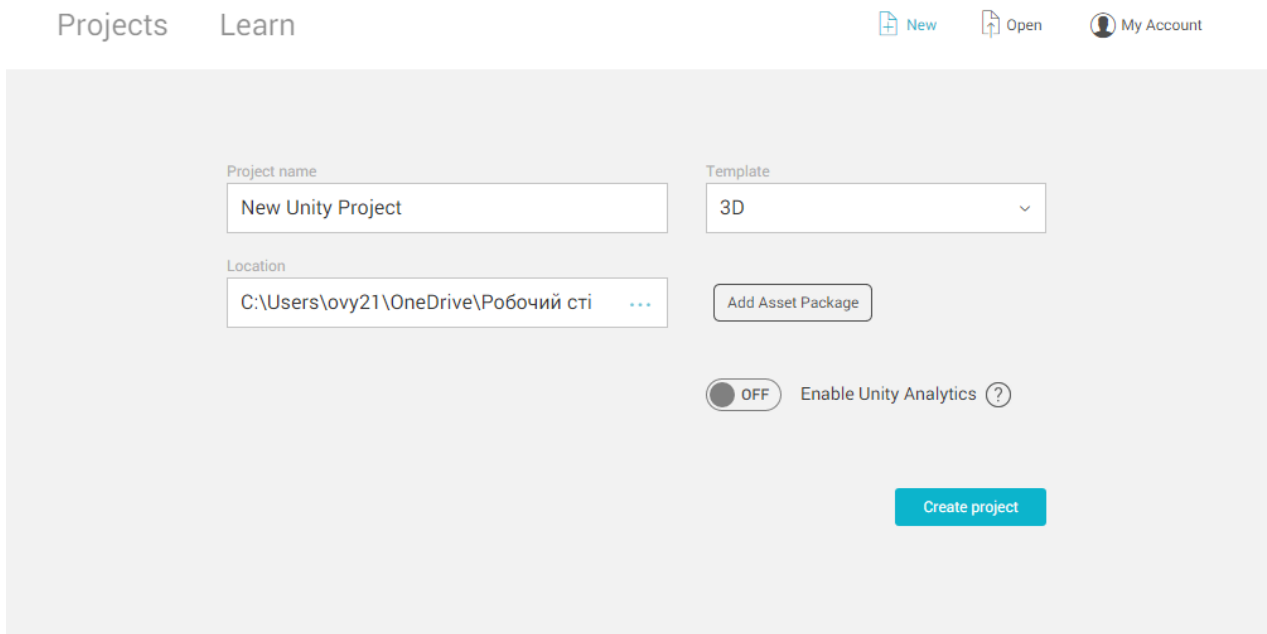 Projects Learn New Open My Account
Project name Template
New Unity Project 3D
Location
C:\Users\ovy21\OneDrive\Робочий сті ... Add Asset Package
OFF Enable Unity Analytics ?
Create project